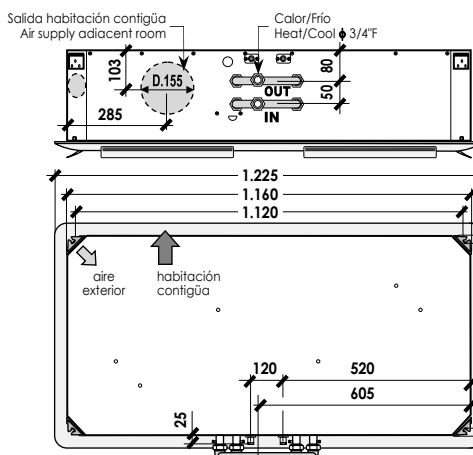 Salida habitación contigüa
Air supply adiacent room
Calor/Frío
Heat/Cool ϕ 3/4"F
103
D.155
80
OUT
50
285
IN
1.225
1.160
1.120
aire
exterior
habitación
contigüa
120
520
605
25